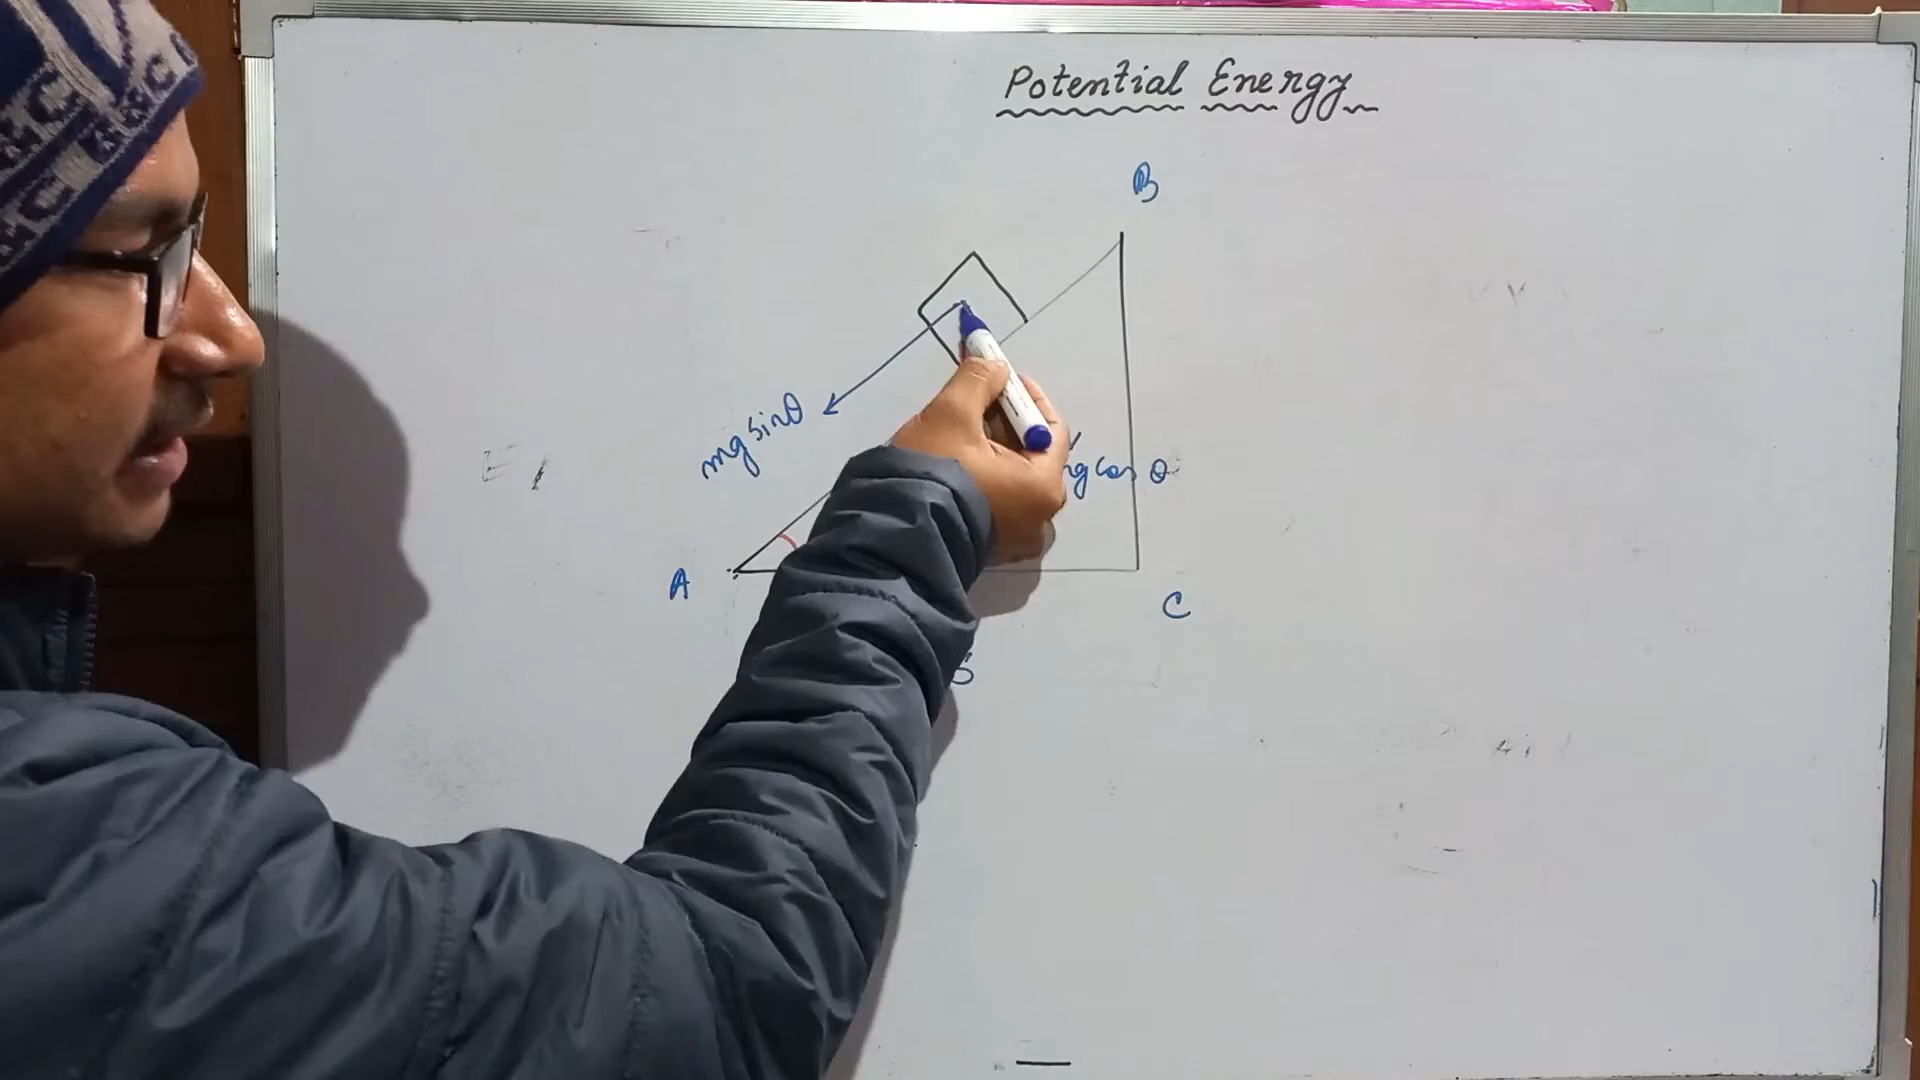 Potential Energy
B
mg sinθ
mg cos θ
A
C
S